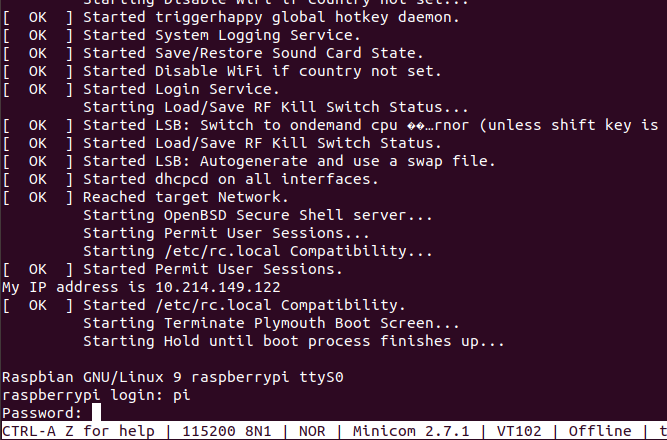 Starting Disable WiFi if country not set...
[  OK  ] Started triggerhappy global hotkey daemon.
[  OK  ] Started System Logging Service.
[  OK  ] Started Save/Restore Sound Card State.
[  OK  ] Started Disable WiFi if country not set.
[  OK  ] Started Login Service.
         Starting Load/Save RF Kill Switch Status...
[  OK  ] Started LSB: Switch to ondemand cpu ��…rnor (unless shift key is
[  OK  ] Started Load/Save RF Kill Switch Status.
[  OK  ] Started LSB: Autogenerate and use a swap file.
[  OK  ] Started dhcpcd on all interfaces.
[  OK  ] Reached target Network.
         Starting OpenBSD Secure Shell server...
         Starting Permit User Sessions...
         Starting /etc/rc.local Compatibility...
[  OK  ] Started Permit User Sessions.
My IP address is 10.214.149.122
[  OK  ] Started /etc/rc.local Compatibility.
         Starting Terminate Plymouth Boot Screen...
         Starting Hold until boot process finishes up...
Raspbian GNU/Linux 9 raspberrypi ttyS0
raspberrypi login: pi
Password:
CTRL-A Z for help | 115200 8N1 | NOR | Minicom 2.7.1 | VT102 | Offline | t